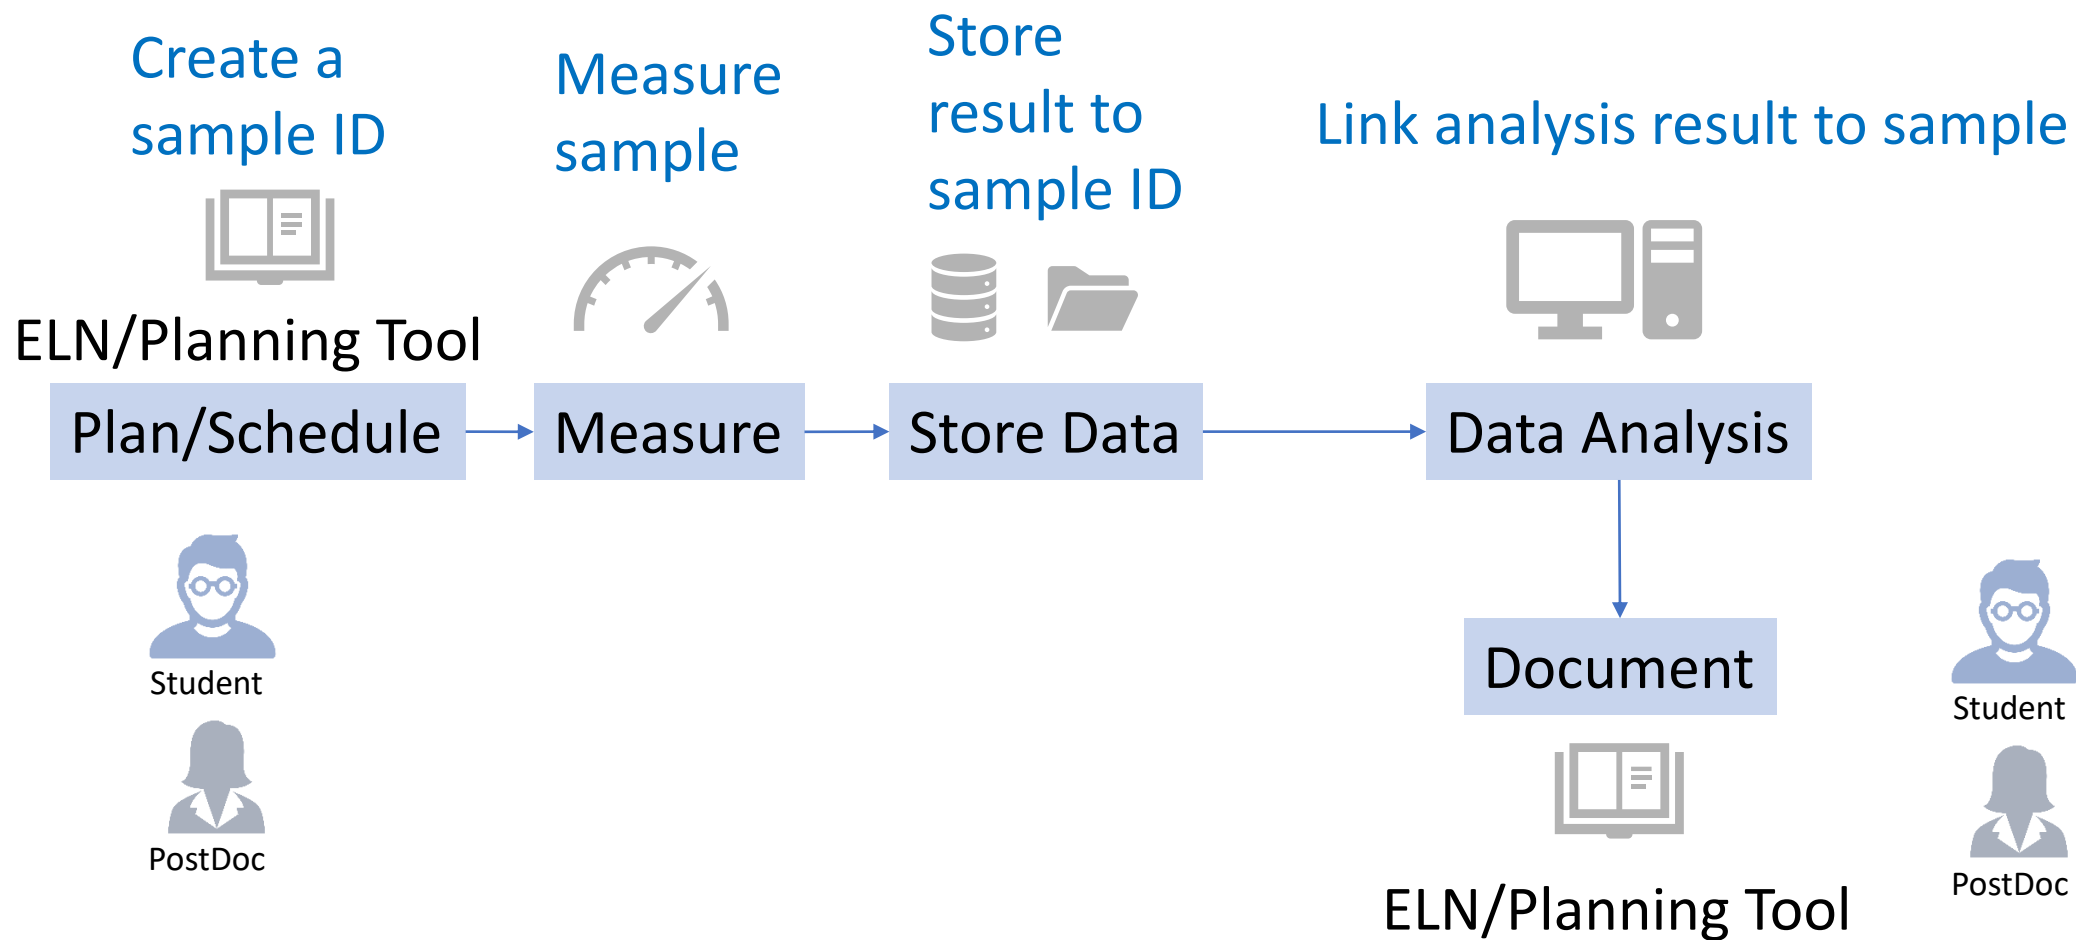 Create a
sample ID
Measure
sample
Store
result to
sample ID
Link analysis result to sample
ELN/Planning Tool
Plan/Schedule
Measure
Store Data
Data Analysis
Student
PostDoc
Document
ELN/Planning Tool
Student
PostDoc